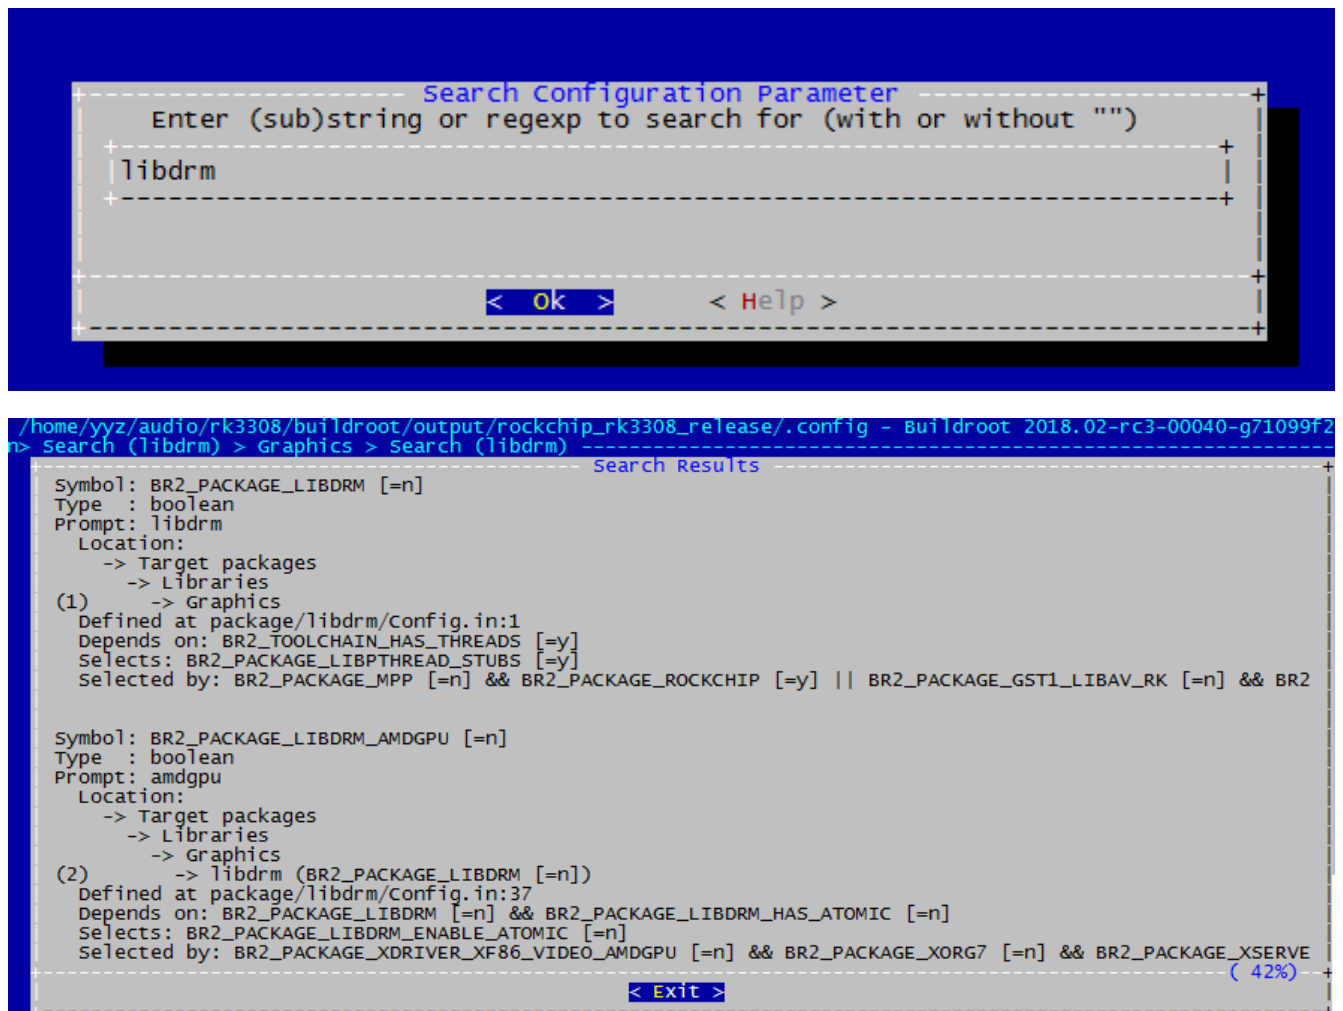 Search Configuration Parameter
Enter (sub)string or regexp to search for (with or without "")
libdrm
< Ok > < Help >
/home/yyz/audio/rk3308/buildroot/output/rockchip_rk3308_release/.config - Buildroot 2018.02-rc3-00040-g71099f2
n> Search (libdrm) > Graphics > Search (libdrm)
Search Results
Symbol: BR2_PACKAGE_LIBDRM [=n]
Type : boolean
Prompt: libdrm
Location:
-> Target packages
-> Libraries
(1) -> Graphics
Defined at package/libdrm/Config.in:1
Depends on: BR2_TOOLCHAIN_HAS_THREADS [=y]
Selects: BR2_PACKAGE_LIBPTHREAD_STUBS [=y]
Selected by: BR2_PACKAGE_MPP [=n] && BR2_PACKAGE_ROCKCHIP [=y] || BR2_PACKAGE_GST1_LIBAV_RK [=n] && BR2
Symbol: BR2_PACKAGE_LIBDRM_AMDGPU [=n]
Type : boolean
Prompt: amdgpu
Location:
-> Target packages
-> Libraries
-> Graphics
(2) -> libdrm (BR2_PACKAGE_LIBDRM [=n])
Defined at package/libdrm/Config.in:37
Depends on: BR2_PACKAGE_LIBDRM [=n] && BR2_PACKAGE_LIBDRM_HAS_ATOMIC [=n]
Selects: BR2_PACKAGE_LIBDRM_ENABLE_ATOMIC [=n]
Selected by: BR2_PACKAGE_XDRIVER_XF86_VIDEO_AMDGPU [=n] && BR2_PACKAGE_XORG7 [=n] && BR2_PACKAGE_XSERVE
( 42%)
< Exit >